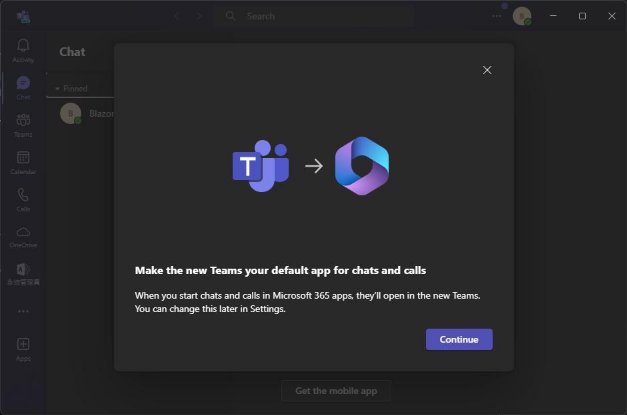 Search
...
B
Activity
Chat
Chat
Pinned
B
Blazor
Teams
Calendar
Calls
OneDrive
...
Apps
T
Make the new Teams your default app for chats and calls
When you start chats and calls in Microsoft 365 apps, they'll open in the new Teams.
You can change this later in Settings.
Continue
Get the mobile app